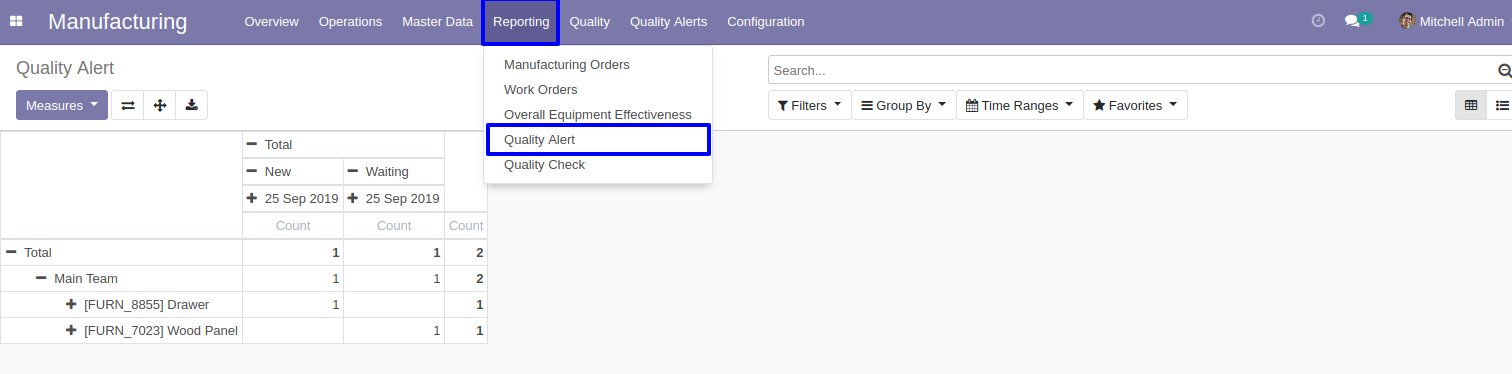 Manufacturing Overview Operations Master Data Reporting Quality Quality Alerts Configuration 1 Mitchell Admin
Quality Alert
Search...
Measures
Filters Group By Time Ranges Favorites
Manufacturing Orders
Work Orders
Overall Equipment Effectiveness
Quality Alert
Quality Check
Total
New Waiting
25 Sep 2019 25 Sep 2019
Count Count Count
Total 1 1 2
Main Team 1 1 2
[FURN_8855] Drawer 1 1
[FURN_7023] Wood Panel 1 1